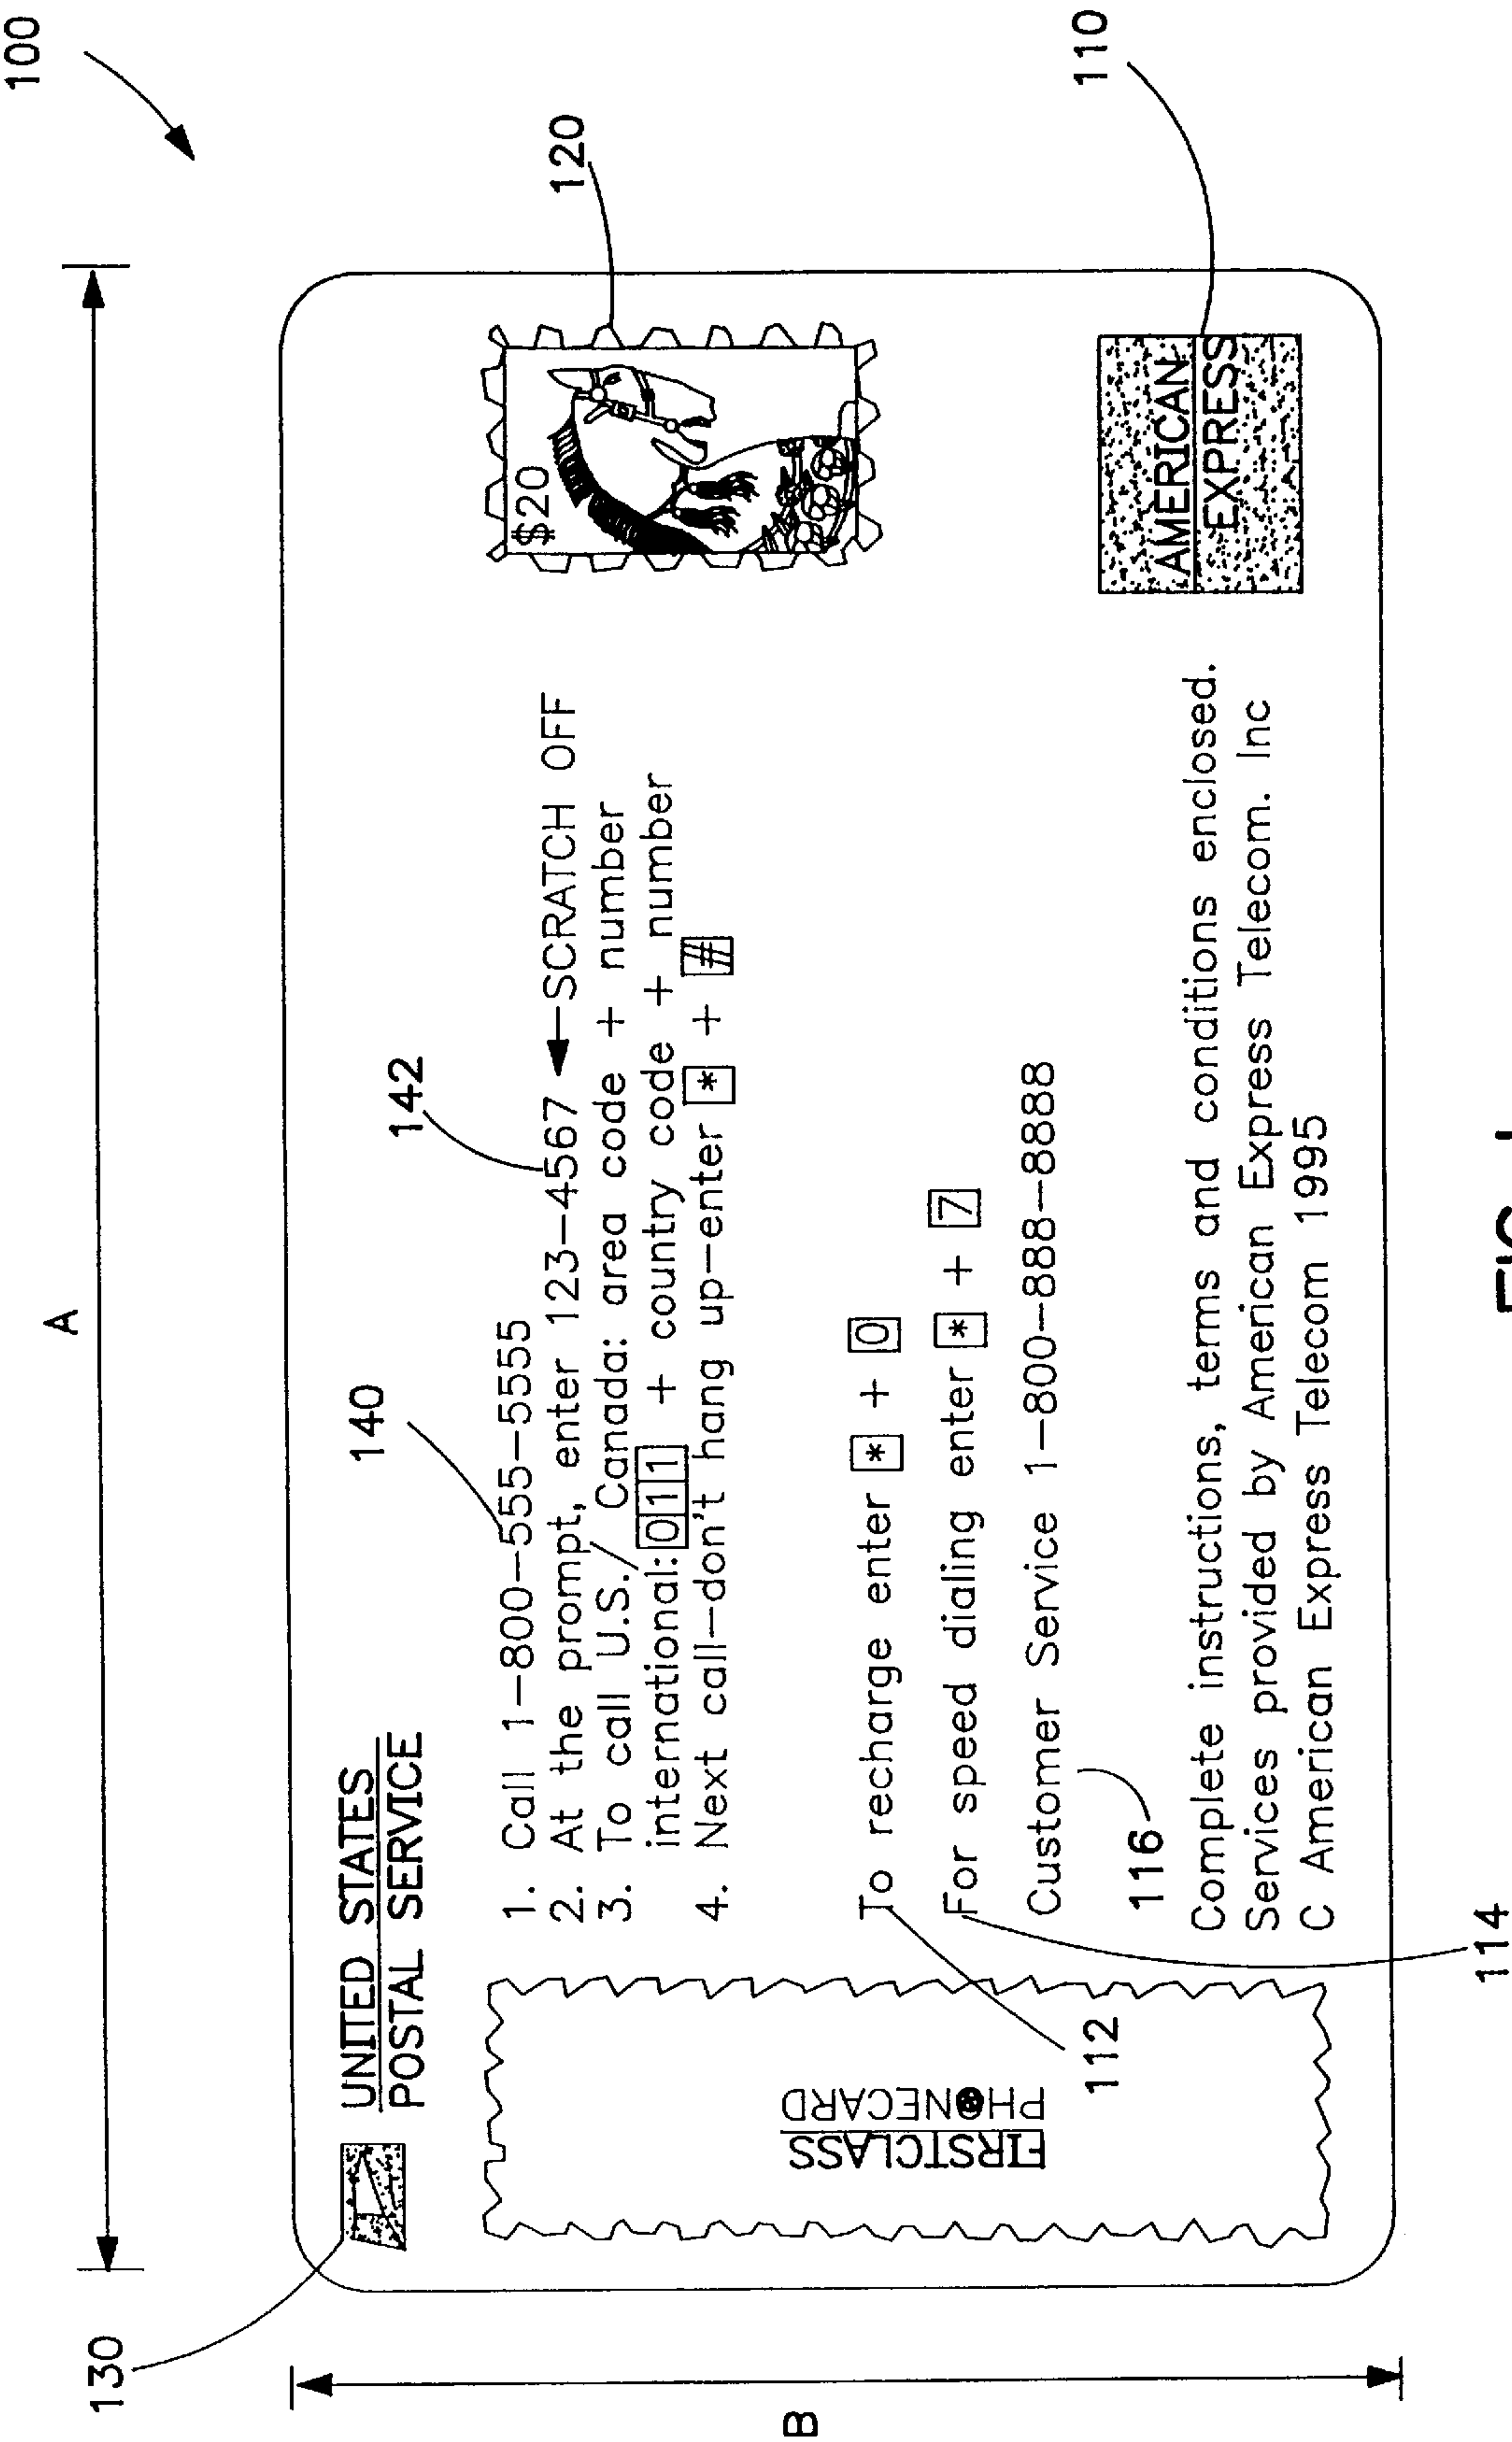 100
A
130
UNITED STATES
POSTAL SERVICE
140
142
120
$20
1. Call 1-800-555-5555
2. At the prompt, enter 123-4567 ←SCRATCH OFF
3. To call U.S./ Canada: area code + number
international: 011 + country code + number
4. Next call-don't hang up-enter * + #
FIRSTCLASS
PHONECARD
To recharge enter * + 0
For speed dialing enter * + 7
Customer Service 1-800-888-8888
B
112
116
110
AMERICAN
EXPRESS
Complete instructions, terms and conditions enclosed.
Services provided by American Express Telecom. Inc
C American Express Telecom 1995
114